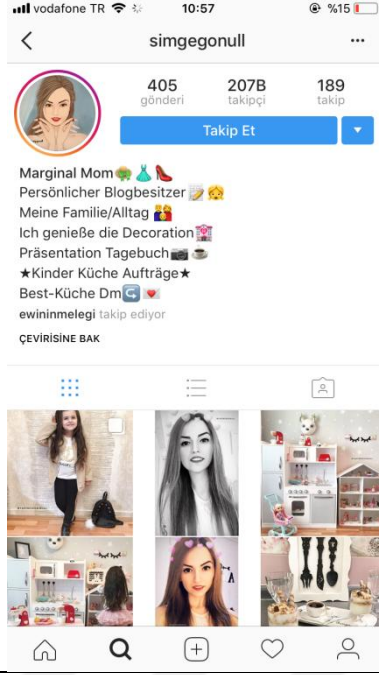 vodafone TR 10:57 %15
simgegonull
405 207B 189
gönderi takipçi takip
Takip Et
Marginal Mom
Persönlicher Blogbesitzer
Meine Familie/Alltag
Ich genieße die Decoration
Präsentation Tagebuch
★Kinder Küche Aufträge★
Best-Küche Dm
ewininmelegi takip ediyor
ÇEVİRİSİNE BAK